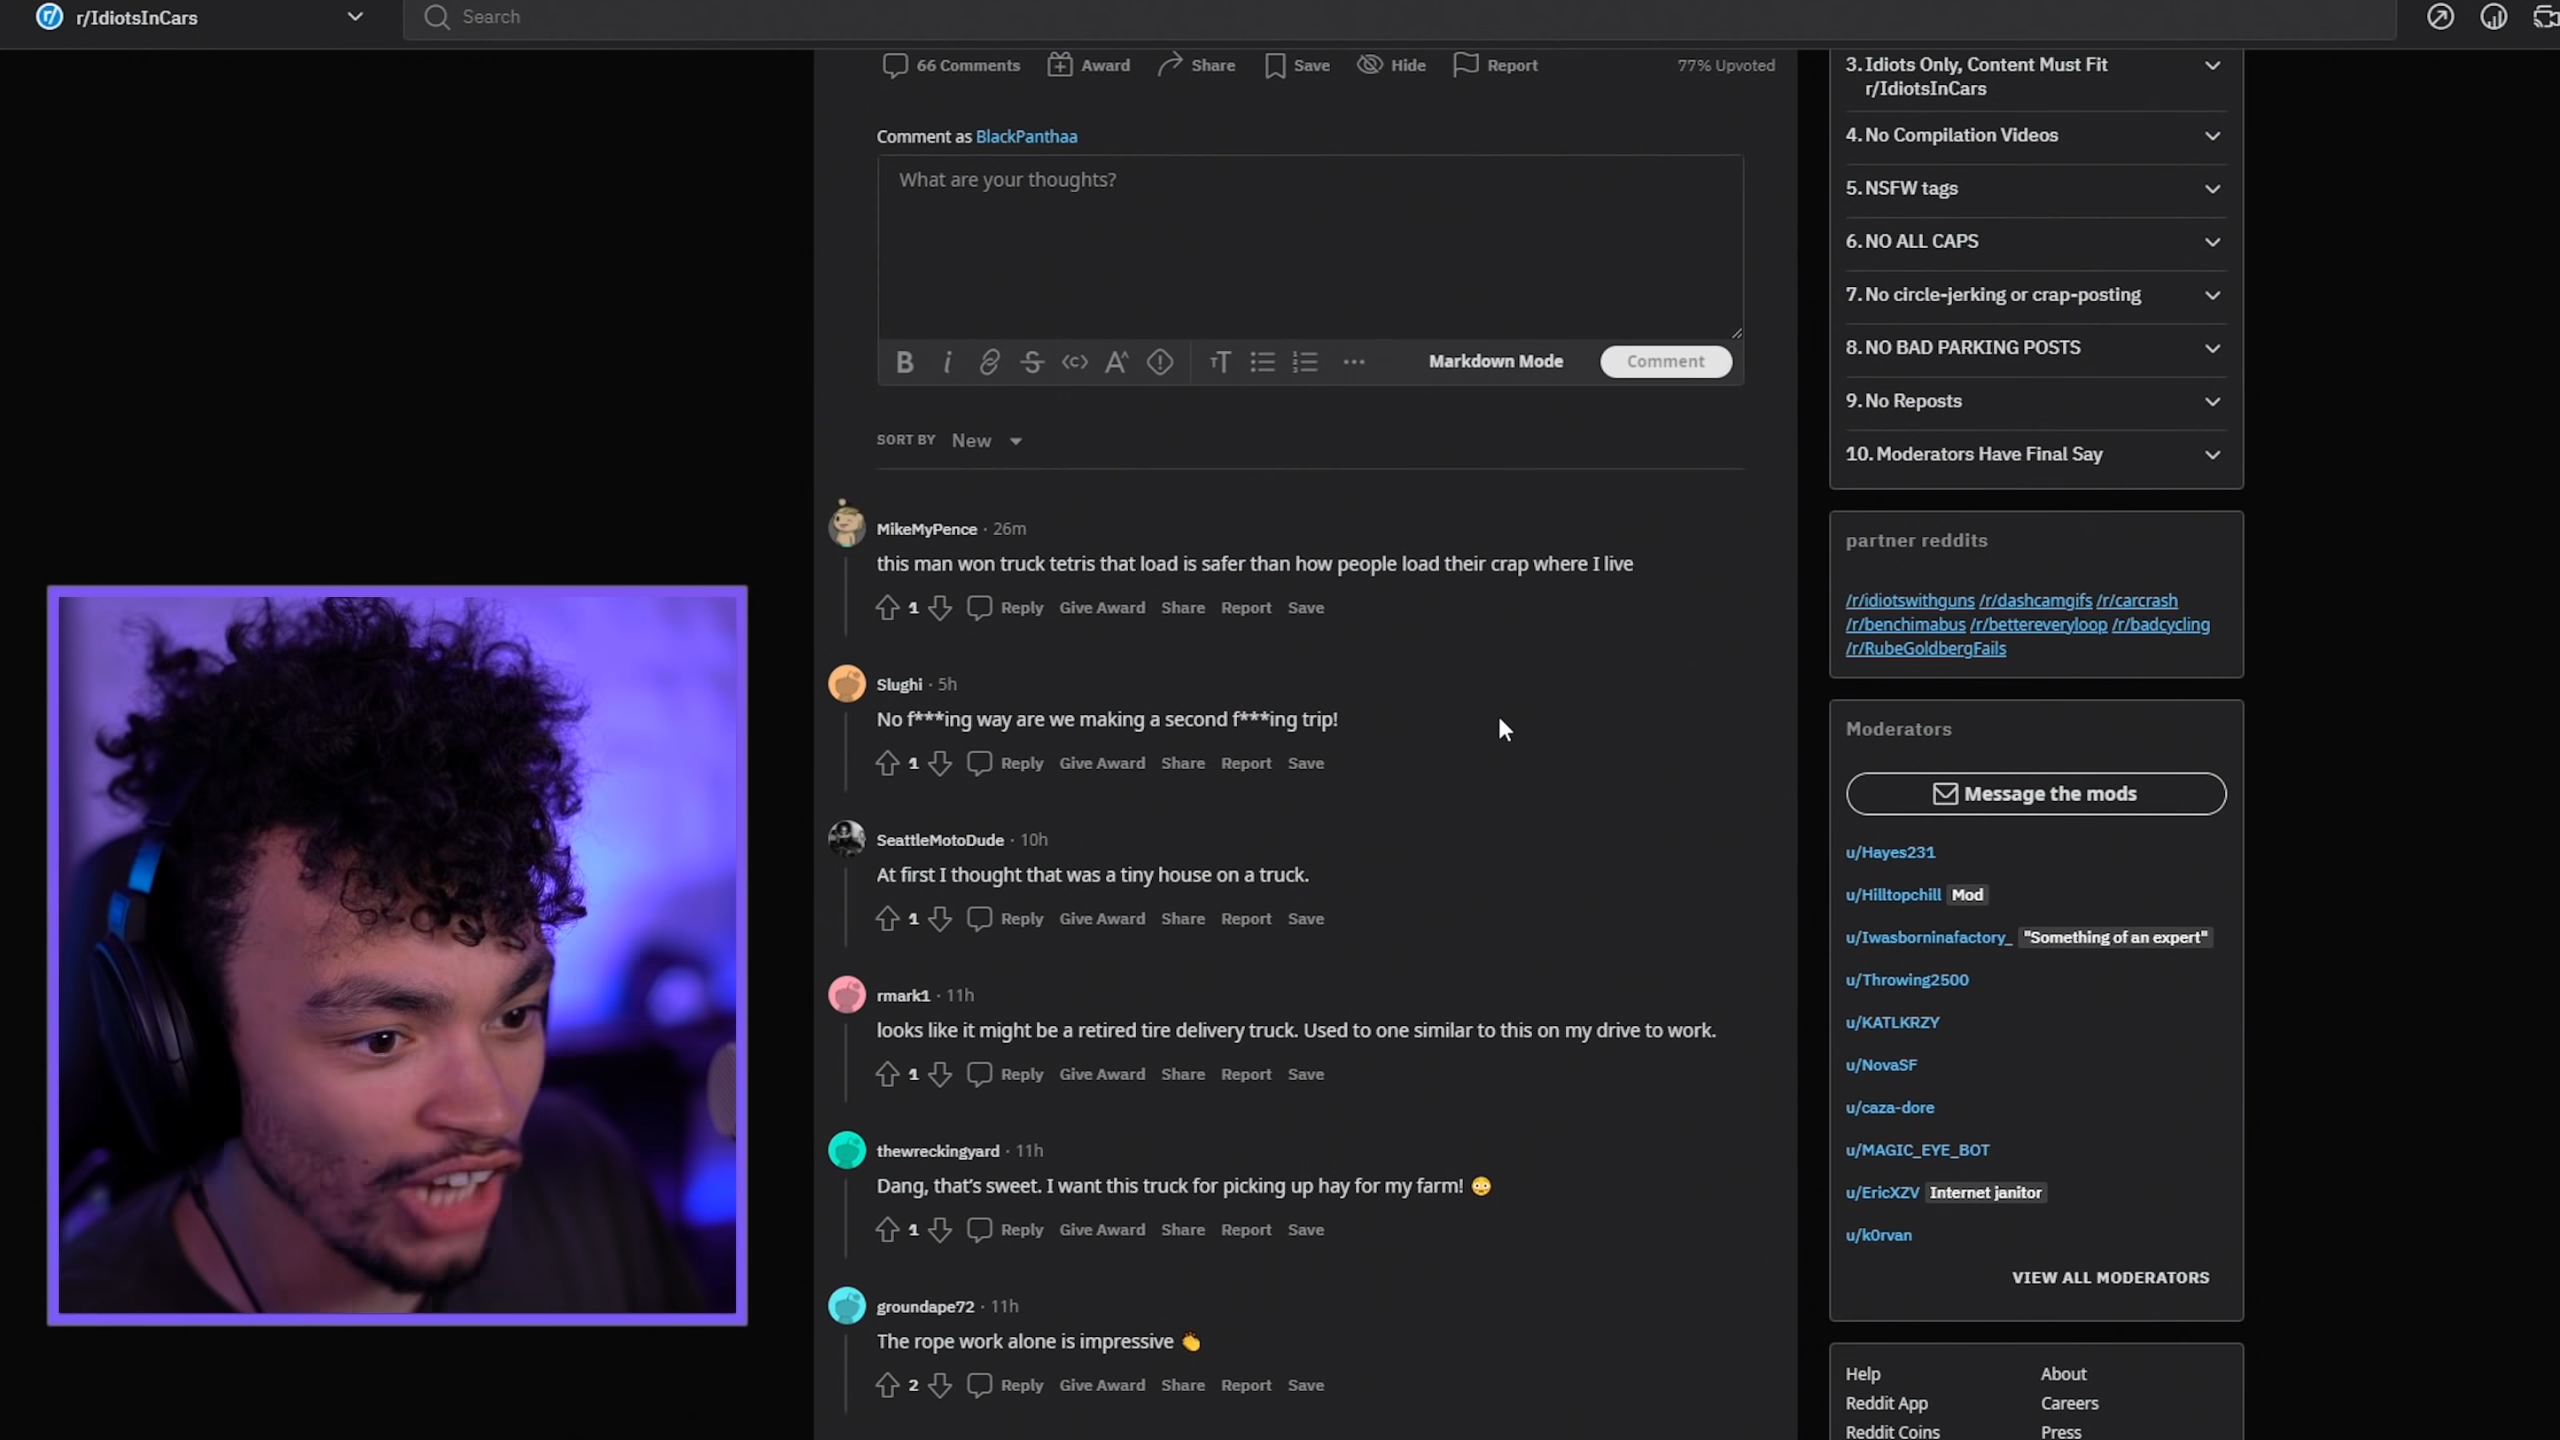 r/IdiotsInCars
Search
66 Comments Award Share Save Hide Report 77% Upvoted
Comment as BlackPanthaa
What are your thoughts?
Markdown Mode Comment
SORT BY New
MikeMyPence · 26m
this man won truck tetris that load is safer than how people load their crap where I live
1 Reply Give Award Share Report Save
Slughi · 5h
No f***ing way are we making a second f***ing trip!
1 Reply Give Award Share Report Save
SeattleMotoDude · 10h
At first I thought that was a tiny house on a truck.
1 Reply Give Award Share Report Save
rmark1 · 11h
looks like it might be a retired tire delivery truck. Used to one similar to this on my drive to work.
1 Reply Give Award Share Report Save
thewreckingyard · 11h
Dang, that's sweet. I want this truck for picking up hay for my farm! 😳
1 Reply Give Award Share Report Save
groundape72 · 11h
The rope work alone is impressive 👏
2 Reply Give Award Share Report Save
3. Idiots Only, Content Must Fit
r/IdiotsInCars
4. No Compilation Videos
5. NSFW tags
6. NO ALL CAPS
7. No circle-jerking or crap-posting
8. NO BAD PARKING POSTS
9. No Reposts
10. Moderators Have Final Say
partner reddits
/r/idiotswithguns /r/dashcamgifs /r/carcrash
/r/benchimabus /r/bettereveryloop /r/badcycling
/r/RubeGoldbergFails
Moderators
Message the mods
u/Hayes231
u/Hilltopchill Mod
u/Iwasborninafactory_ "Something of an expert"
u/Throwing2500
u/KATLKRZY
u/NovaSF
u/caza-dore
u/MAGIC_EYE_BOT
u/EricXZV Internet janitor
u/k0rvan
VIEW ALL MODERATORS
Help About
Reddit App Careers
Reddit Coins Press